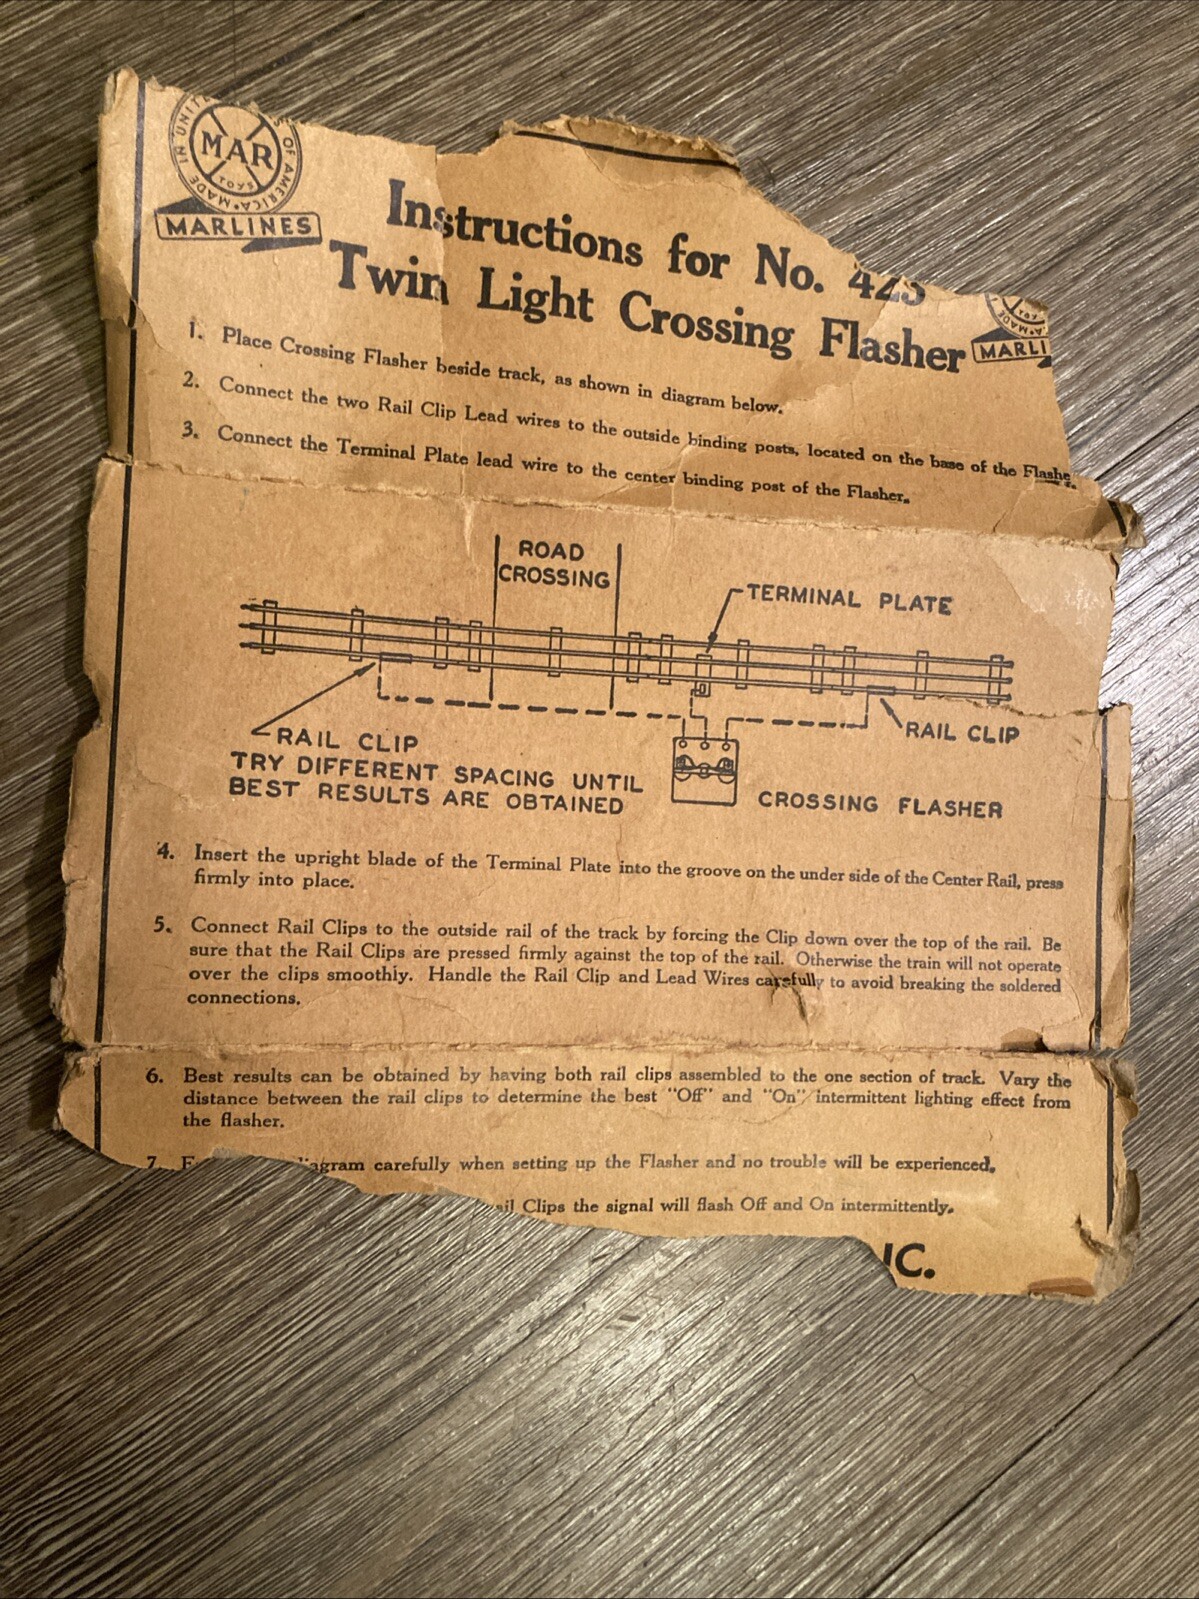 MADE IN UNITE S OF AMERICA
MAR
TOYS
MARLINES
Instructions for No. 423
Twin Light Crossing Flasher
MADE
MARLI
1. Place Crossing Flasher beside track, as shown in diagram below.
2. Connect the two Rail Clip Lead wires to the outside binding posts, located on the base of the Flashe
3. Connect the Terminal Plate lead wire to the center binding post of the Flasher.
ROAD
CROSSING
TERMINAL PLATE
RAIL CLIP
RAIL CLIP
TRY DIFFERENT SPACING UNTIL
BEST RESULTS ARE OBTAINED
CROSSING FLASHER
4. Insert the upright blade of the Terminal Plate into the groove on the under side of the Center Rail, press
firmly into place.
5. Connect Rail Clips to the outside rail of the track by forcing the Clip down over the top of the rail. Be
sure that the Rail Clips are pressed firmly against the top of the rail. Otherwise the train will not operate
over the clips smoothly. Handle the Rail Clip and Lead Wires carefully to avoid breaking the soldered
connections.
6. Best results can be obtained by having both rail clips assembled to the one section of track. Vary the
distance between the rail clips to determine the best "Off" and "On" intermittent lighting effect from
the flasher.
7. diagram carefully when setting up the Flasher and no trouble will be experienced.
ail Clips the signal will flash Off and On intermittently.
IC.